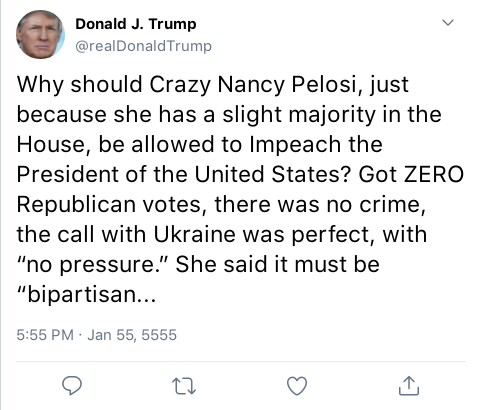 Donald J. Trump
@realDonaldTrump
Why should Crazy Nancy Pelosi, just
because she has a slight majority in the
House, be allowed to Impeach the
President of the United States? Got ZERO
Republican votes, there was no crime,
the call with Ukraine was perfect, with
“no pressure.” She said it must be
“bipartisan...
5:55 PM · Jan 55, 5555